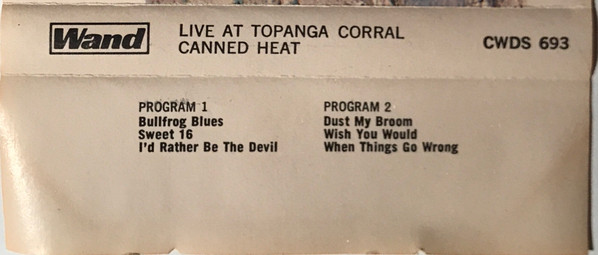 Wand
LIVE AT TOPANGA CORRAL
CANNED HEAT
CWDS 693
PROGRAM 1
Bullfrog Blues
Sweet 16
I'd Rather Be The Devil
PROGRAM 2
Dust My Broom
Wish You Would
When Things Go Wrong